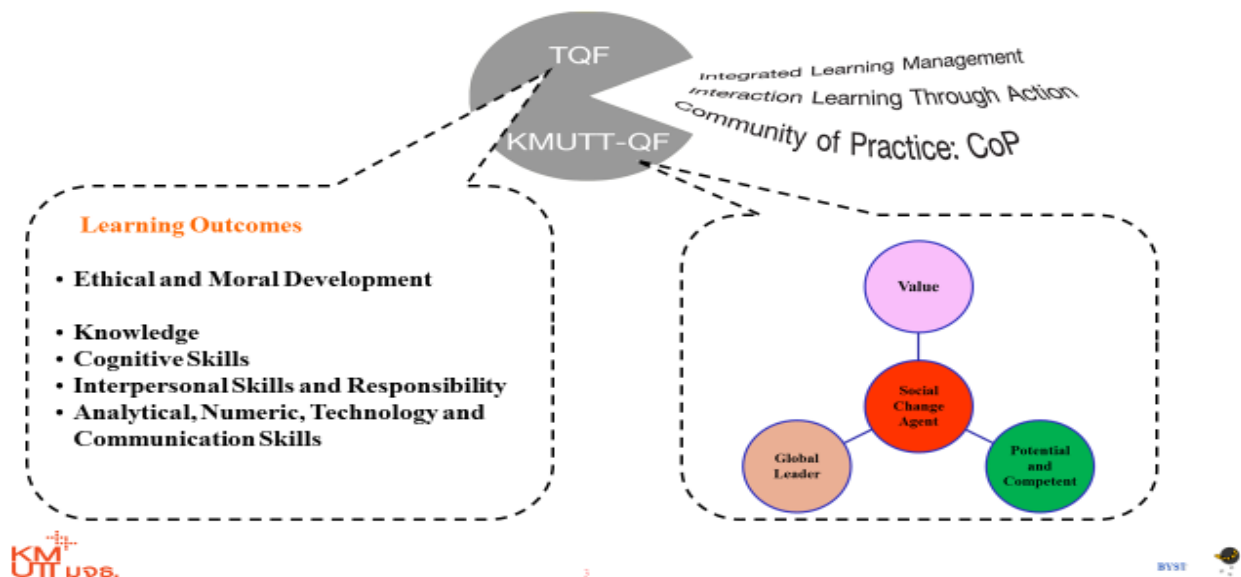 TQF
KMUTT-QF
Integrated Learning Management
Interaction Learning Through Action
Community of Practice: CoP
Learning Outcomes
• Ethical and Moral Development
• Knowledge
• Cognitive Skills
• Interpersonal Skills and Responsibility
• Analytical, Numeric, Technology and
Communication Skills
Value
Social
Change
Agent
Global
Leader
Potential
and
Competent
KM
UTT มจธ.
3
BYST